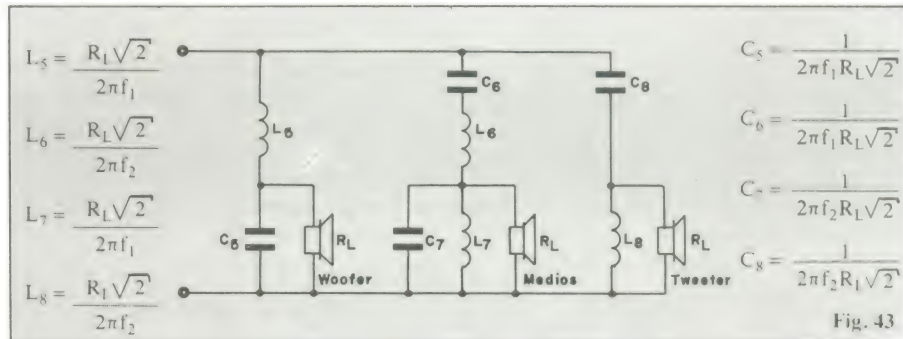 L₅ = R_L√2 / 2πf₁
L₆ = R_L√2 / 2πf₂
L₇ = R_L√2 / 2πf₁
L₈ = R_L√2 / 2πf₂
C₆
C₈
L₅
L₆
C₅
R_L
Woofer
C₇
L₇
R_L
Medios
L₈
R_L
Tweeter
C₅ = 1 / 2πf₁R_L√2
C₆ = 1 / 2πf₁R_L√2
C₇ = 1 / 2πf₂R_L√2
C₈ = 1 / 2πf₂R_L√2
Fig. 43